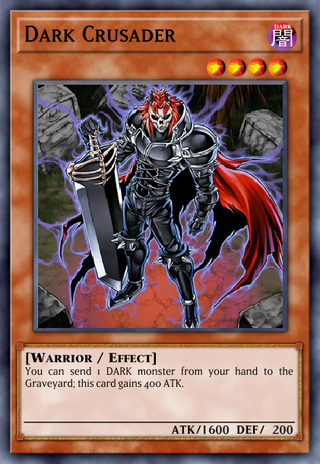 Dark Crusader
DARK
闇
[Warrior / Effect]
You can send 1 DARK monster from your hand to the
Graveyard; this card gains 400 ATK.
ATK/1600 DEF/ 200